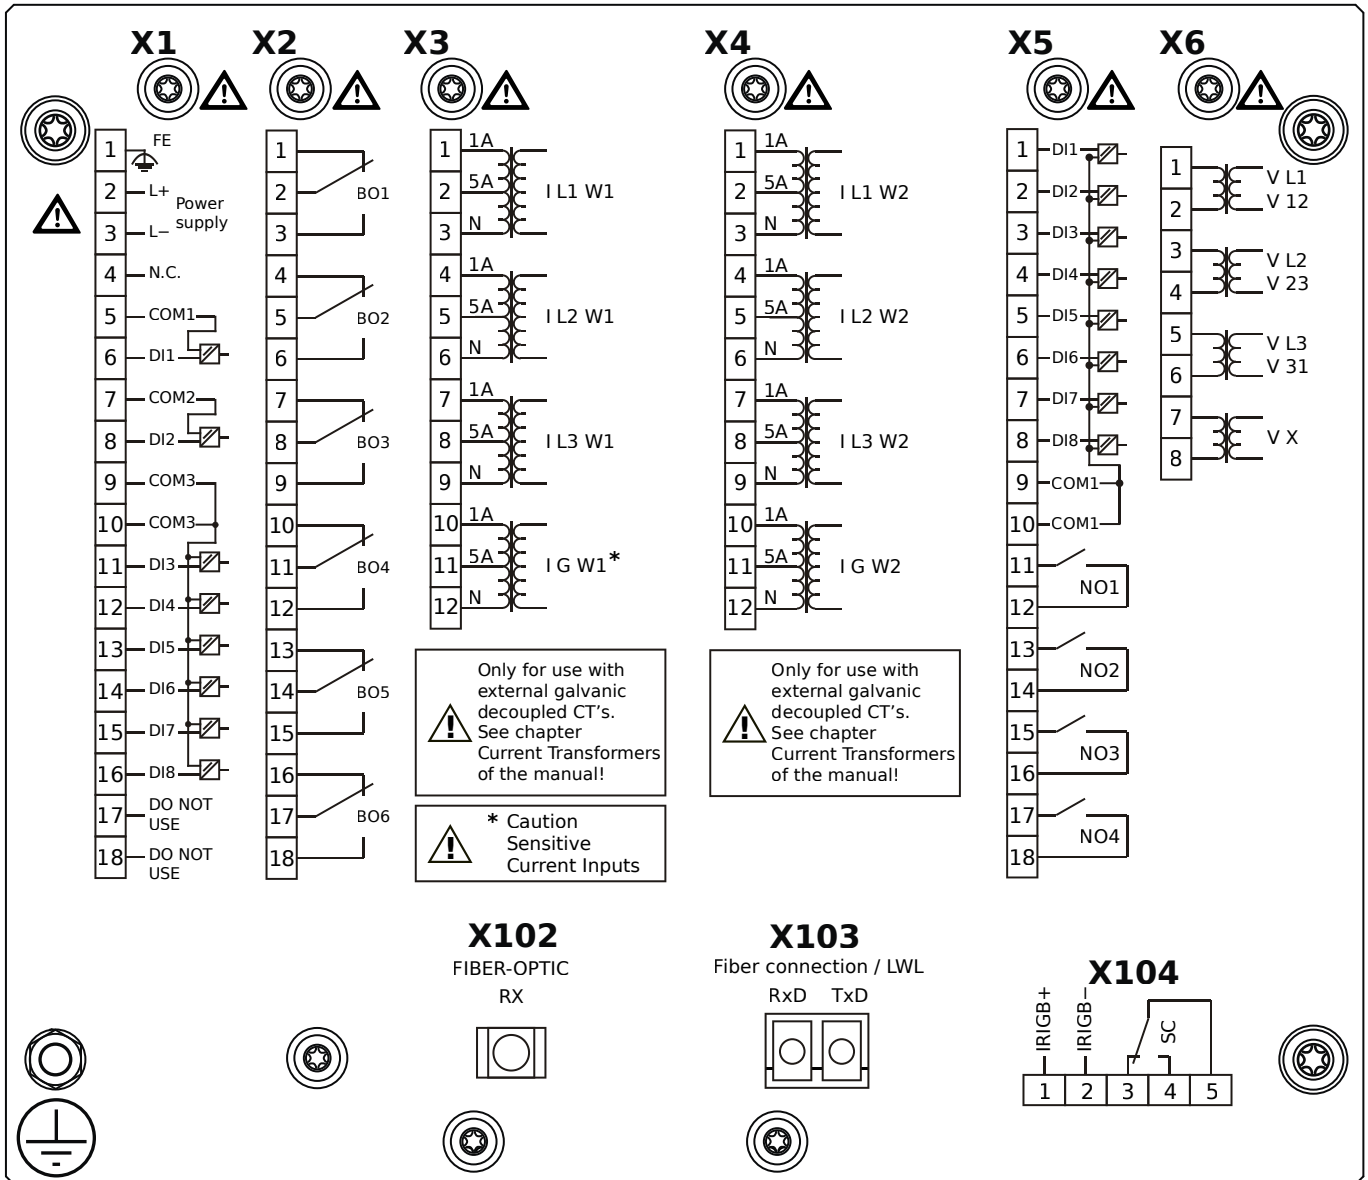 X1
X2
X3
X4
X5
X6
1 FE
2 L+
Power
supply
3 L−
4 N.C.
5 COM1
6 DI1
7 COM2
8 DI2
9 COM3
10 COM3
11 DI3
12 DI4
13 DI5
14 DI6
15 DI7
16 DI8
17 DO NOT
USE
18 DO NOT
USE
1
2 BO1
3
4
5 BO2
6
7
8 BO3
9
10
11 BO4
12
13
14 BO5
15
16
17 BO6
18
1 1A
2 5A I L1 W1
3 N
4 1A
5 5A I L2 W1
6 N
7 1A
8 5A I L3 W1
9 N
10 1A
11 5A I G W1*
12 N
Only for use with
external galvanic
decoupled CT's.
See chapter
Current Transformers
of the manual!
* Caution
Sensitive
Current Inputs
1 1A
2 5A I L1 W2
3 N
4 1A
5 5A I L2 W2
6 N
7 1A
8 5A I L3 W2
9 N
10 1A
11 5A I G W2
12 N
Only for use with
external galvanic
decoupled CT's.
See chapter
Current Transformers
of the manual!
1 DI1
2 DI2
3 DI3
4 DI4
5 DI5
6 DI6
7 DI7
8 DI8
9 COM1
10 COM1
11
NO1
12
13
NO2
14
15
NO3
16
17
NO4
18
1
V L1
V 12
2
3
V L2
V 23
4
5
V L3
V 31
6
7
V X
8
X102
FIBER-OPTIC
RX
X103
Fiber connection / LWL
RxD TxD
X104
IRIGB+
IRIGB−
SC
1 2 3 4 5